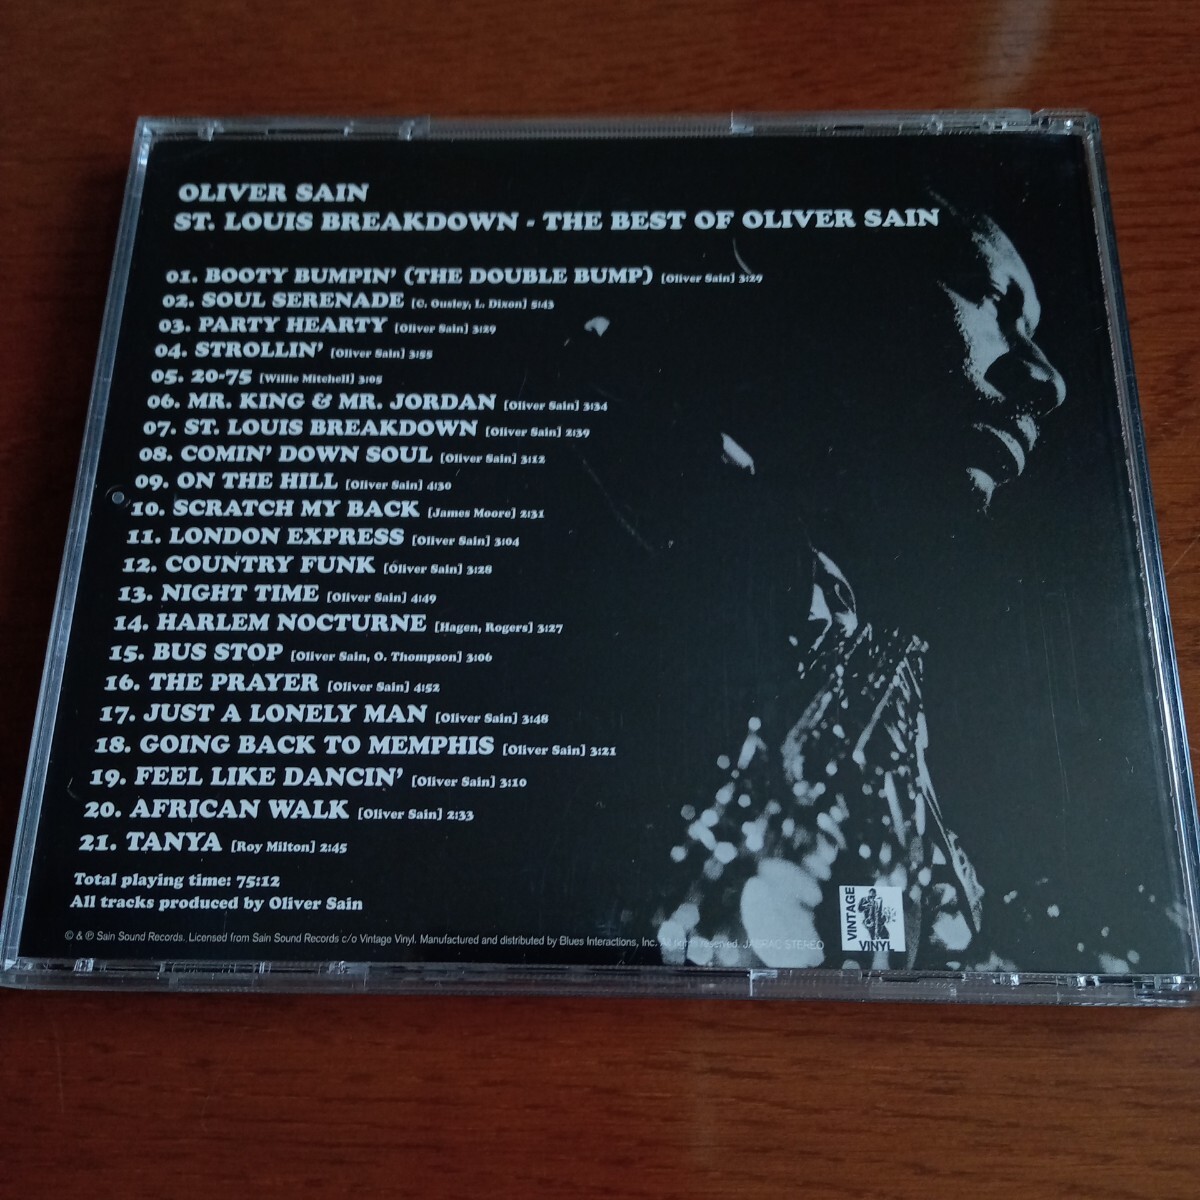 OLIVER SAIN
ST. LOUIS BREAKDOWN - THE BEST OF OLIVER SAIN
01. BOOTY BUMPIN' (THE DOUBLE BUMP) [Oliver Sain] 3:29
02. SOUL SERENADE [C. Ousley, L. Dixon] 5:43
03. PARTY HEARTY [Oliver Sain] 3:29
04. STROLLIN' [Oliver Sain] 3:55
05. 20-75 [Willie Mitchell] 3:05
06. MR. KING & MR. JORDAN [Oliver Sain] 3:34
07. ST. LOUIS BREAKDOWN [Oliver Sain] 2:39
08. COMIN' DOWN SOUL [Oliver Sain] 3:12
09. ON THE HILL [Oliver Sain] 4:30
10. SCRATCH MY BACK [James Moore] 2:31
11. LONDON EXPRESS [Oliver Sain] 3:04
12. COUNTRY FUNK [Oliver Sain] 3:28
13. NIGHT TIME [Oliver Sain] 4:49
14. HARLEM NOCTURNE [Hagen, Rogers] 3:27
15. BUS STOP [Oliver Sain, O. Thompson] 3:06
16. THE PRAYER [Oliver Sain] 4:52
17. JUST A LONELY MAN [Oliver Sain] 3:48
18. GOING BACK TO MEMPHIS [Oliver Sain] 3:21
19. FEEL LIKE DANCIN' [Oliver Sain] 3:10
20. AFRICAN WALK [Oliver Sain] 2:33
21. TANYA [Roy Milton] 2:45
Total playing time: 75:12
All tracks produced by Oliver Sain
© & ℗ Sain Sound Records. Licensed from Sain Sound Records c/o Vintage Vinyl. Manufactured and distributed by Blues Interactions, Inc. All rights reserved. JASRAC STEREO
VINTAGE
VINYL